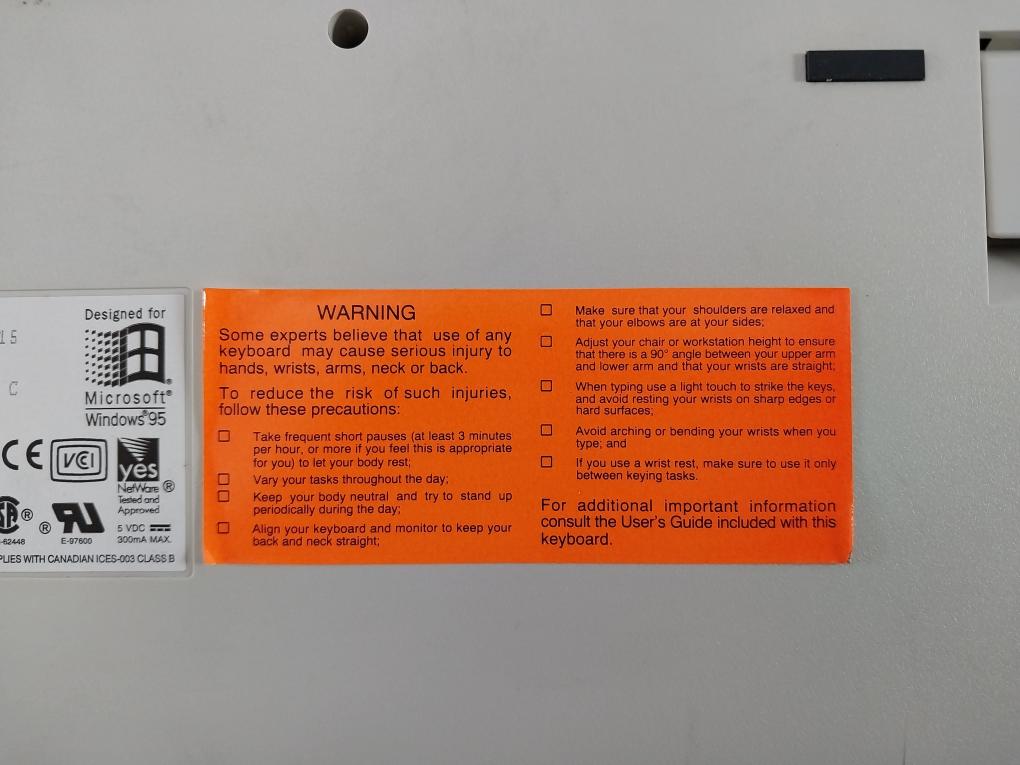 15
C
Designed for
Microsoft®
Windows®95
CE
VCI
yes
NetWare®
Tested and
Approved
® ®
-62448
E-97600
5 VDC
300mA MAX.
PLIES WITH CANADIAN ICES-003 CLASS B
WARNING
Some experts believe that use of any
keyboard may cause serious injury to
hands, wrists, arms, neck or back.
To reduce the risk of such injuries,
follow these precautions:
Take frequent short pauses (at least 3 minutes
per hour, or more if you feel this is appropriate
for you) to let your body rest;
Vary your tasks throughout the day;
Keep your body neutral and try to stand up
periodically during the day;
Align your keyboard and monitor to keep your
back and neck straight;
Make sure that your shoulders are relaxed and
that your elbows are at your sides;
Adjust your chair or workstation height to ensure
that there is a 90° angle between your upper arm
and lower arm and that your wrists are straight;
When typing use a light touch to strike the keys,
and avoid resting your wrists on sharp edges or
hard surfaces;
Avoid arching or bending your wrists when you
type; and
If you use a wrist rest, make sure to use it only
between keying tasks.
For additional important information
consult the User's Guide included with this
keyboard.